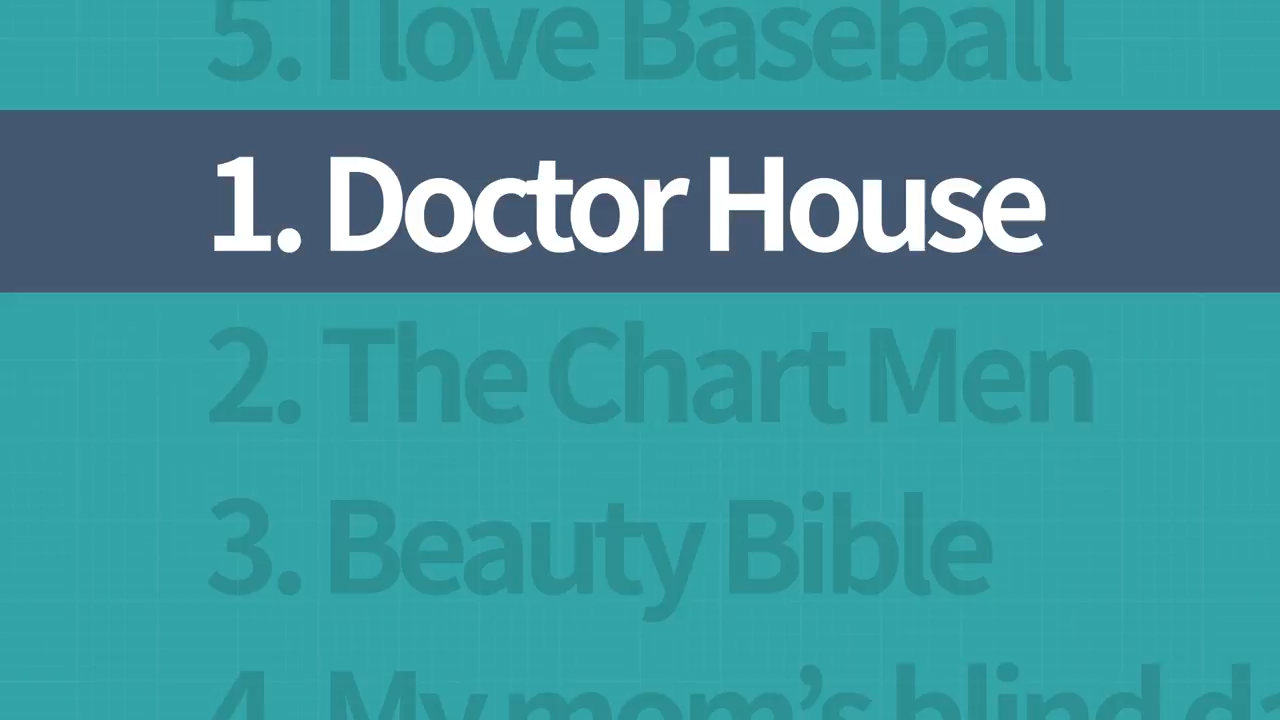 5. I love Baseball
1. Doctor House
2. The Chart Men
3. Beauty Bible
4. My mom’s blind